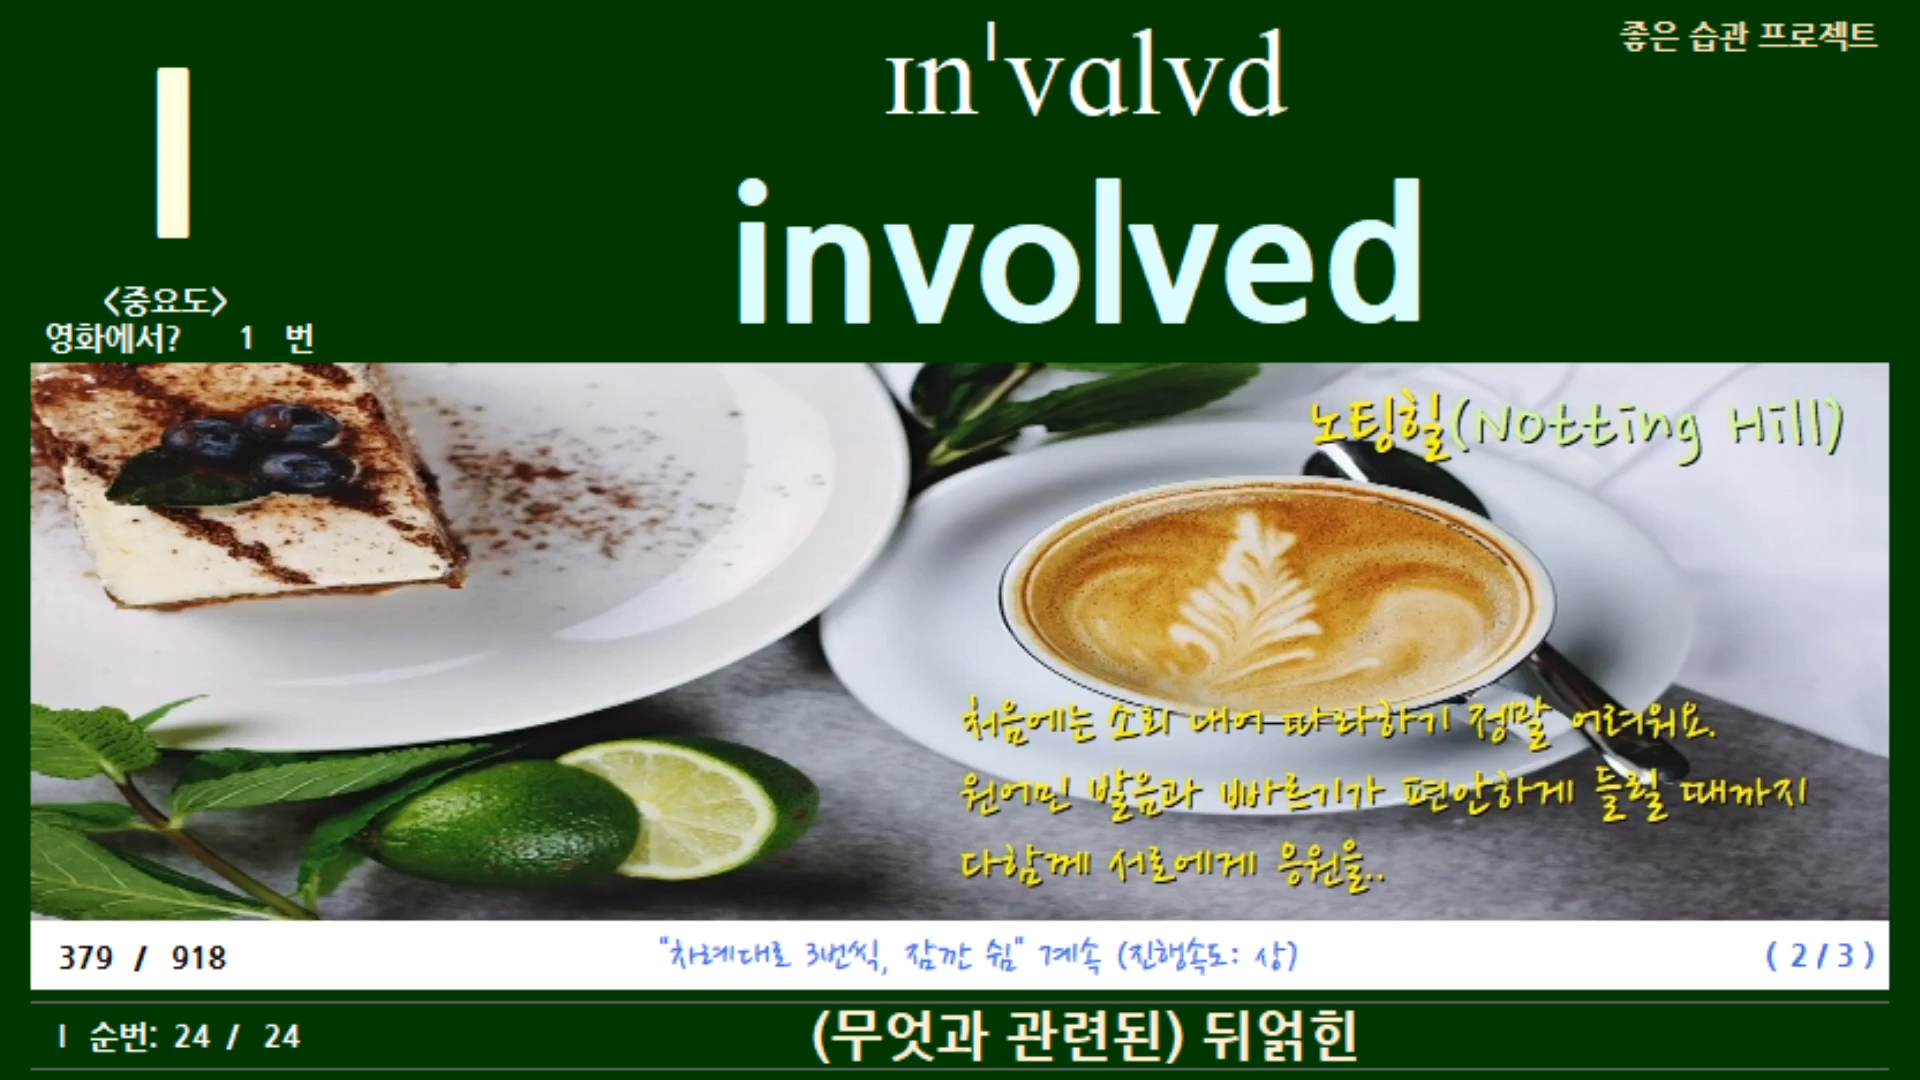 좋은 습관 프로젝트
I
ɪnˈvɑlvd
involved
<중요도>
영화에서? 1 번
노팅힐(Notting Hill)
처음에는 소리 내어 따라하기 정말 어려워요.
원어민 발음과 빠르기가 편안하게 들릴 때까지
다함께 서로에게 응원을..
379 / 918
"차례대로 3번씩, 잠깐 쉼" 계속 (진행속도: 상)
( 2 / 3 )
I 순번: 24 / 24
(무엇과 관련된) 뒤얽힌